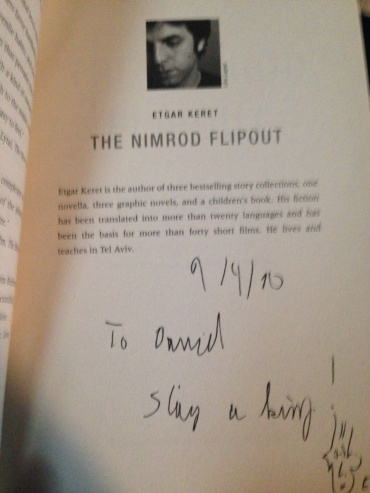 ETGAR KERET
THE NIMROD FLIPOUT
Etgar Keret is the author of three bestselling story collections, one
novella, three graphic novels, and a children's book. His fiction
has been translated into more than twenty languages and has
been the basis for more than forty short films. He lives and
teaches in Tel Aviv.
9/4/10
To Daniel
Stay a king